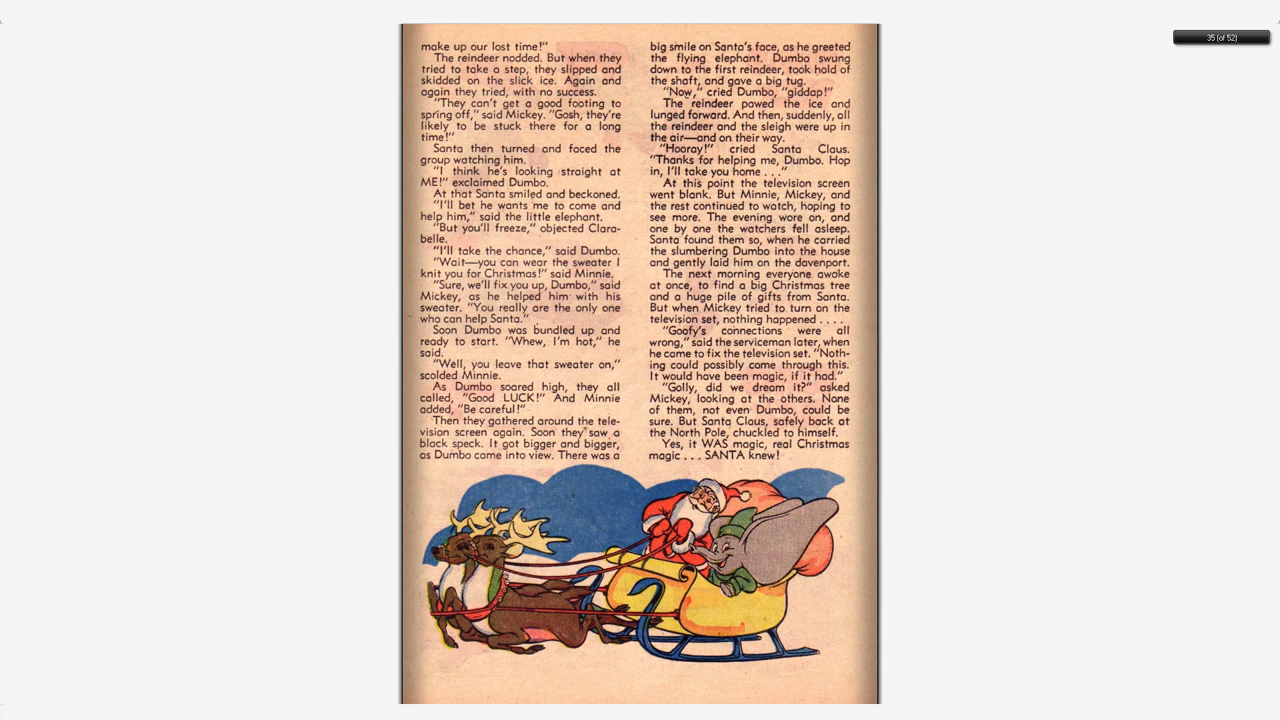 35 (of 52)
make up our lost time!"
The reindeer nodded. But when they
tried to take a step, they slipped and
skidded on the slick ice. Again and
again they tried, with no success.
"They can't get a good footing to
spring off," said Mickey. "Gosh, they're
likely to be stuck there for a long
time!"
Santa then turned and faced the
group watching him.
"I think he's looking straight at
ME!" exclaimed Dumbo.
At that Santa smiled and beckoned.
"I'll bet he wants me to come and
help him," said the little elephant.
"But you'll freeze," objected Clara-
belle.
"I'll take the chance," said Dumbo.
"Wait—you can wear the sweater I
knit you for Christmas!" said Minnie.
"Sure, we'll fix you up, Dumbo," said
Mickey, as he helped him with his
sweater. "You really are the only one
who can help Santa."
Soon Dumbo was bundled up and
ready to start. "Whew, I'm hot," he
said.
"Well, you leave that sweater on,"
scolded Minnie.
As Dumbo soared high, they all
called, "Good LUCK!" And Minnie
added, "Be careful!"
Then they gathered around the tele-
vision screen again. Soon they saw a
black speck. It got bigger and bigger,
as Dumbo came into view. There was a
big smile on Santa's face, as he greeted
the flying elephant. Dumbo swung
down to the first reindeer, took hold of
the shaft, and gave a big tug.
"Now," cried Dumbo, "giddap!"
The reindeer pawed the ice and
lunged forward. And then, suddenly, all
the reindeer and the sleigh were up in
the air—and on their way.
"Hooray!" cried Santa Claus.
"Thanks for helping me, Dumbo. Hop
in, I'll take you home . . ."
At this point the television screen
went blank. But Minnie, Mickey, and
the rest continued to watch, hoping to
see more. The evening wore on, and
one by one the watchers fell asleep.
Santa found them so, when he carried
the slumbering Dumbo into the house
and gently laid him on the davenport.
The next morning everyone awoke
at once, to find a big Christmas tree
and a huge pile of gifts from Santa.
But when Mickey tried to turn on the
television set, nothing happened . . . .
"Goofy's connections were all
wrong," said the serviceman later, when
he came to fix the television set. "Noth-
ing could possibly come through this.
It would have been magic, if it had."
"Golly, did we dream it?" asked
Mickey, looking at the others. None
of them, not even Dumbo, could be
sure. But Santa Claus, safely back at
the North Pole, chuckled to himself.
Yes, it WAS magic, real Christmas
magic . . . SANTA knew!